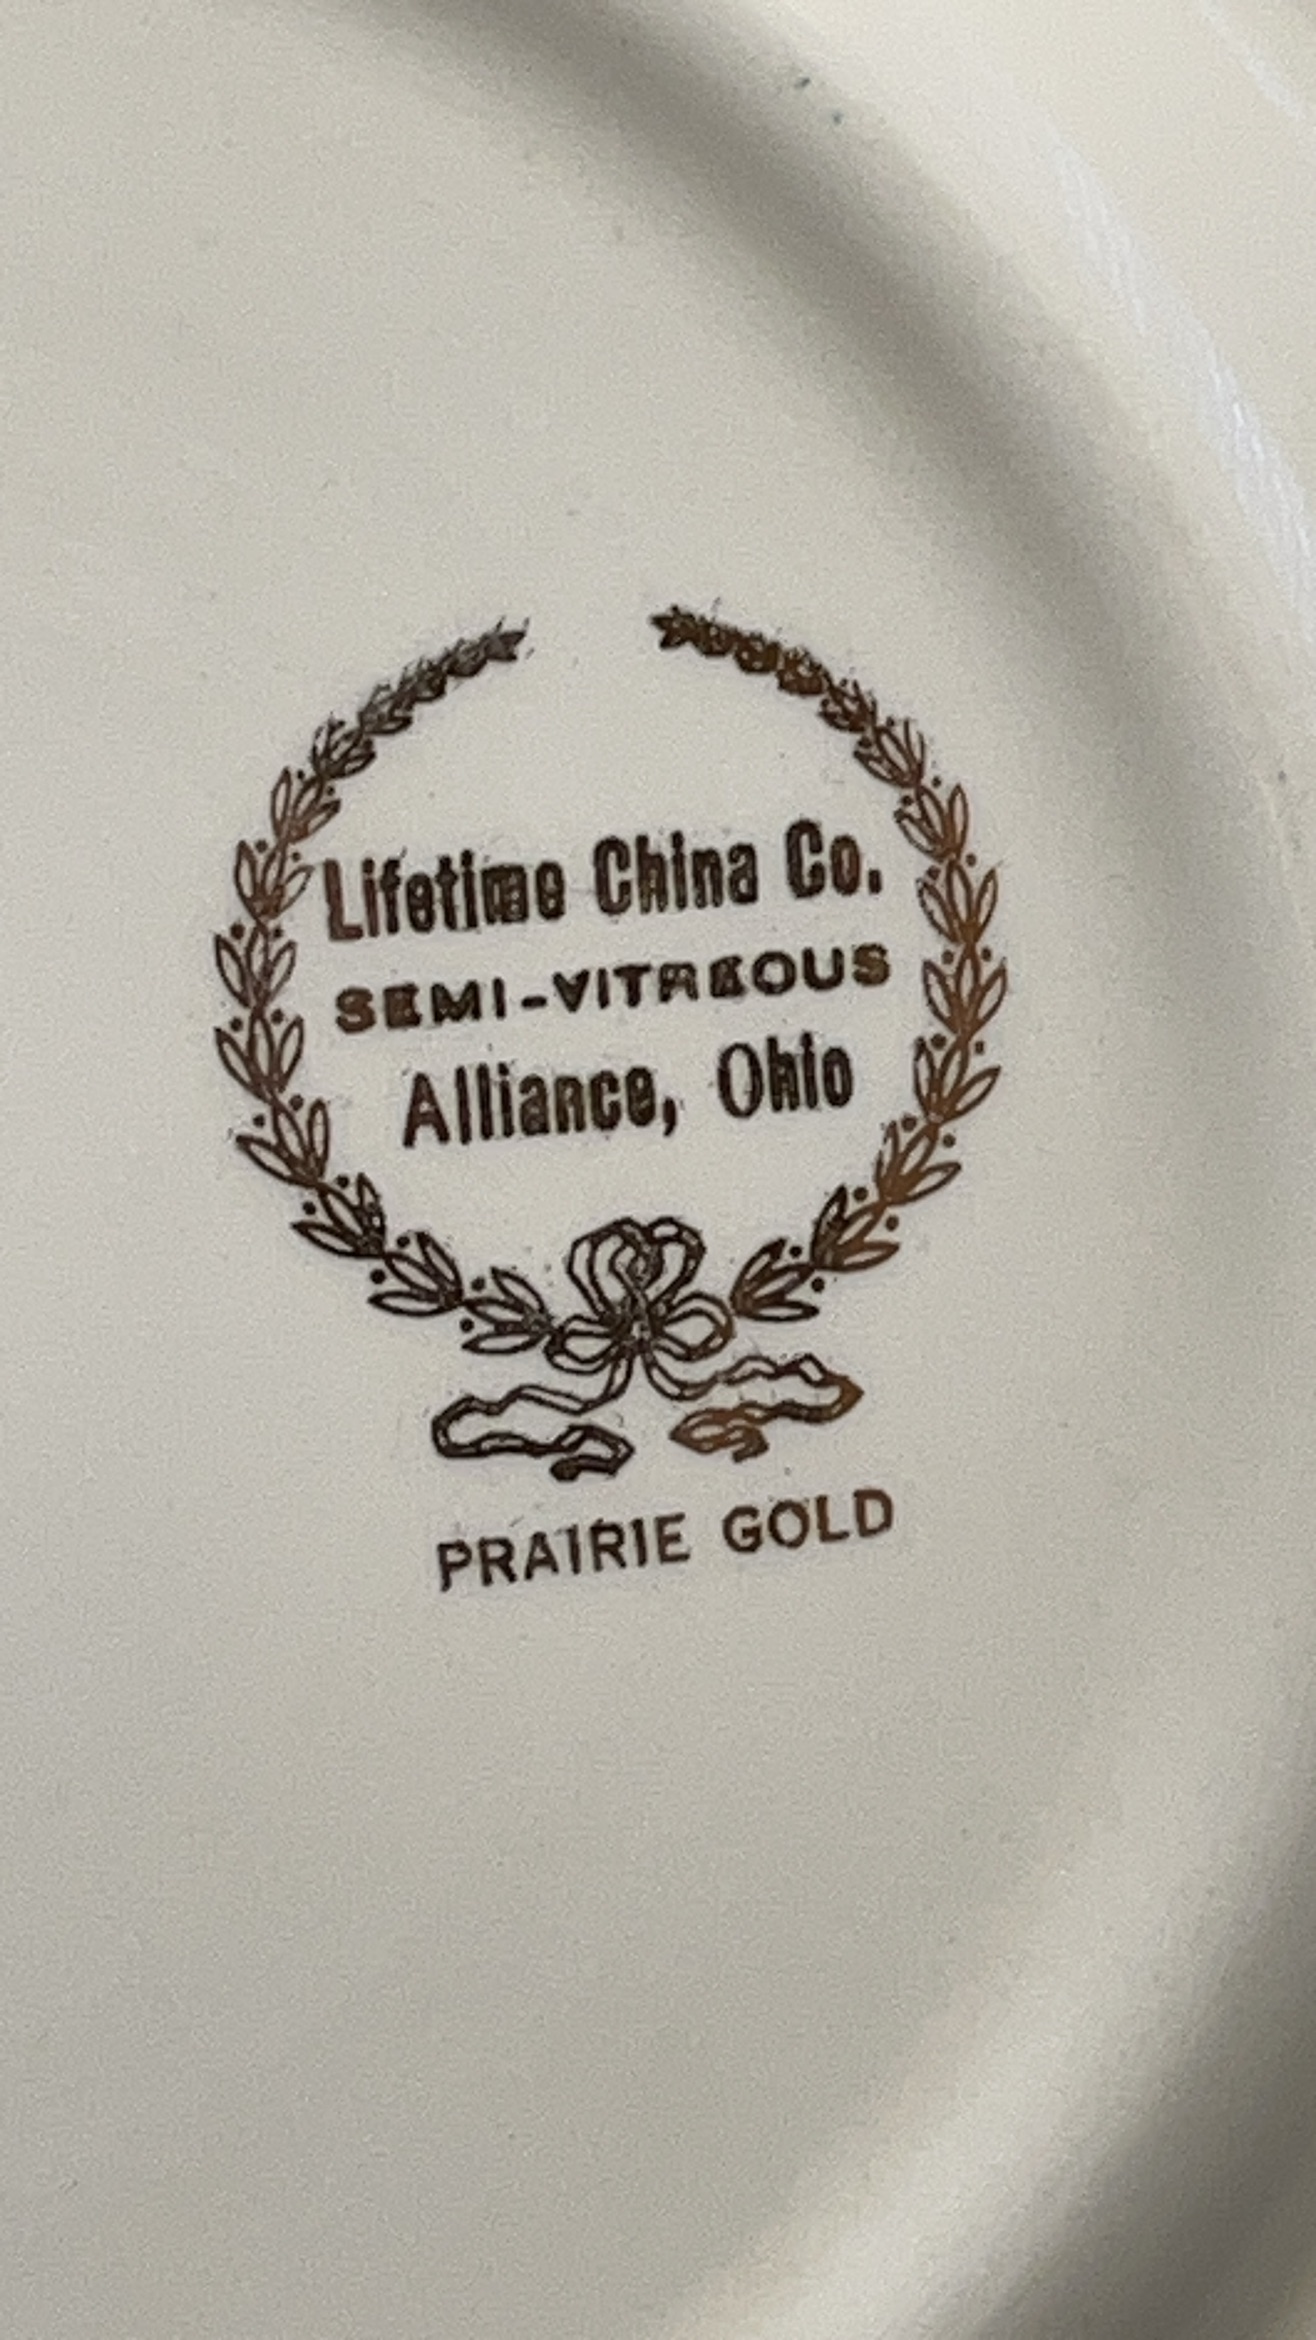 Lifetime China Co.
SEMI-VITREOUS
Alliance, Ohio
PRAIRIE GOLD